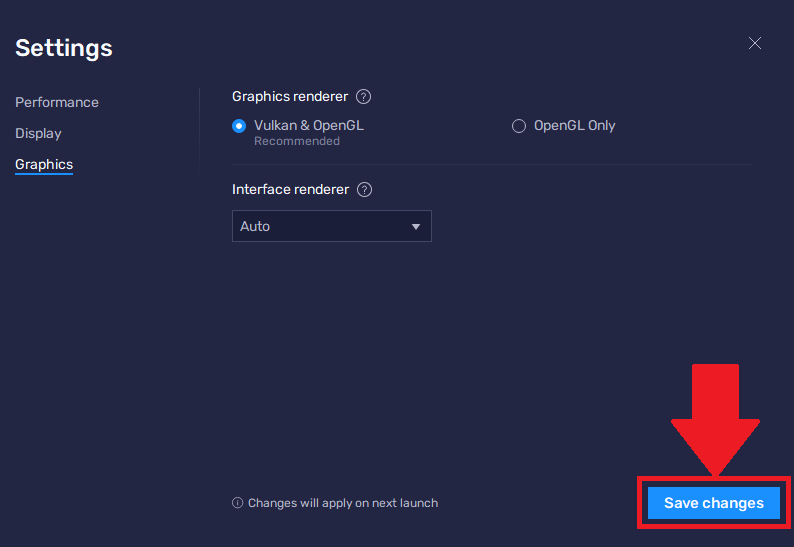 Settings
Performance
Display
Graphics
Graphics renderer ?
Vulkan & OpenGL
Recommended
OpenGL Only
Interface renderer ?
Auto
Changes will apply on next launch
Save changes